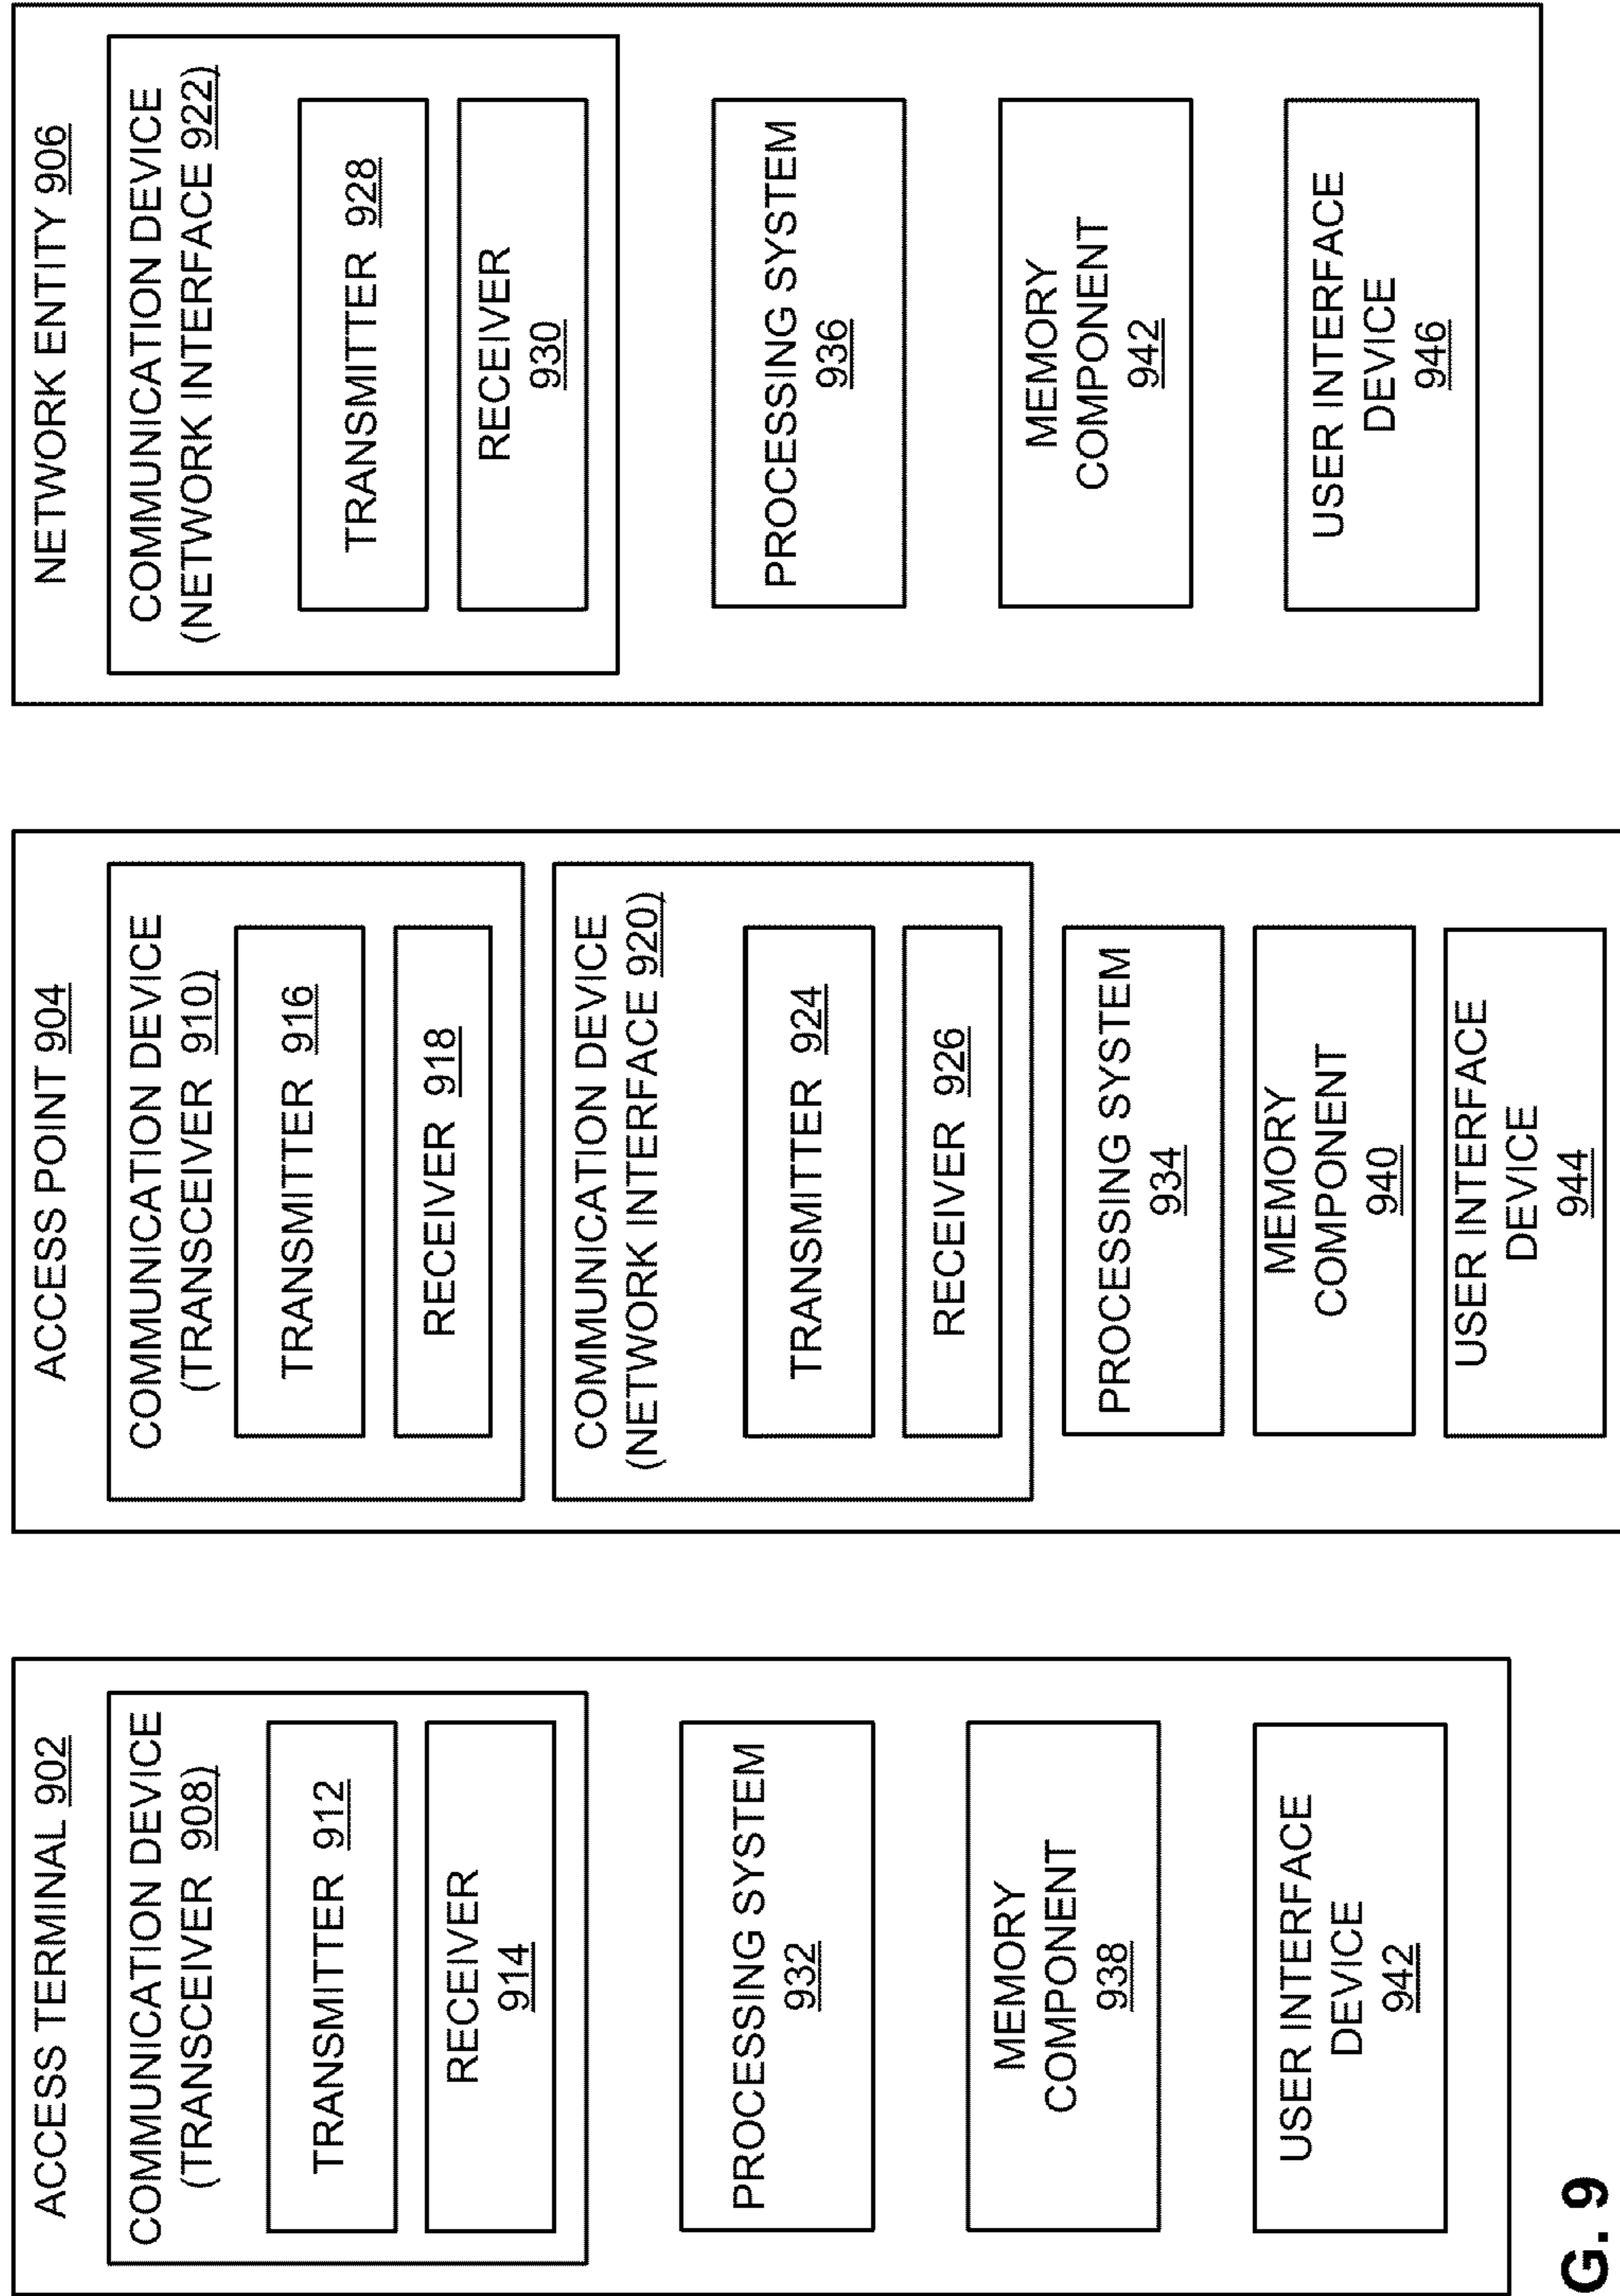 ACCESS TERMINAL 902
COMMUNICATION DEVICE
(TRANSCEIVER 908)
TRANSMITTER 912
RECEIVER
914
PROCESSING SYSTEM
932
MEMORY
COMPONENT
938
USER INTERFACE
DEVICE
942
ACCESS POINT 904
COMMUNICATION DEVICE
(TRANSCEIVER 910)
TRANSMITTER 916
RECEIVER 918
COMMUNICATION DEVICE
(NETWORK INTERFACE 920)
TRANSMITTER 924
RECEIVER 926
PROCESSING SYSTEM
934
MEMORY
COMPONENT
940
USER INTERFACE
DEVICE
944
NETWORK ENTITY 906
COMMUNICATION DEVICE
(NETWORK INTERFACE 922)
TRANSMITTER 928
RECEIVER
930
PROCESSING SYSTEM
936
MEMORY
COMPONENT
942
USER INTERFACE
DEVICE
946
G. 9